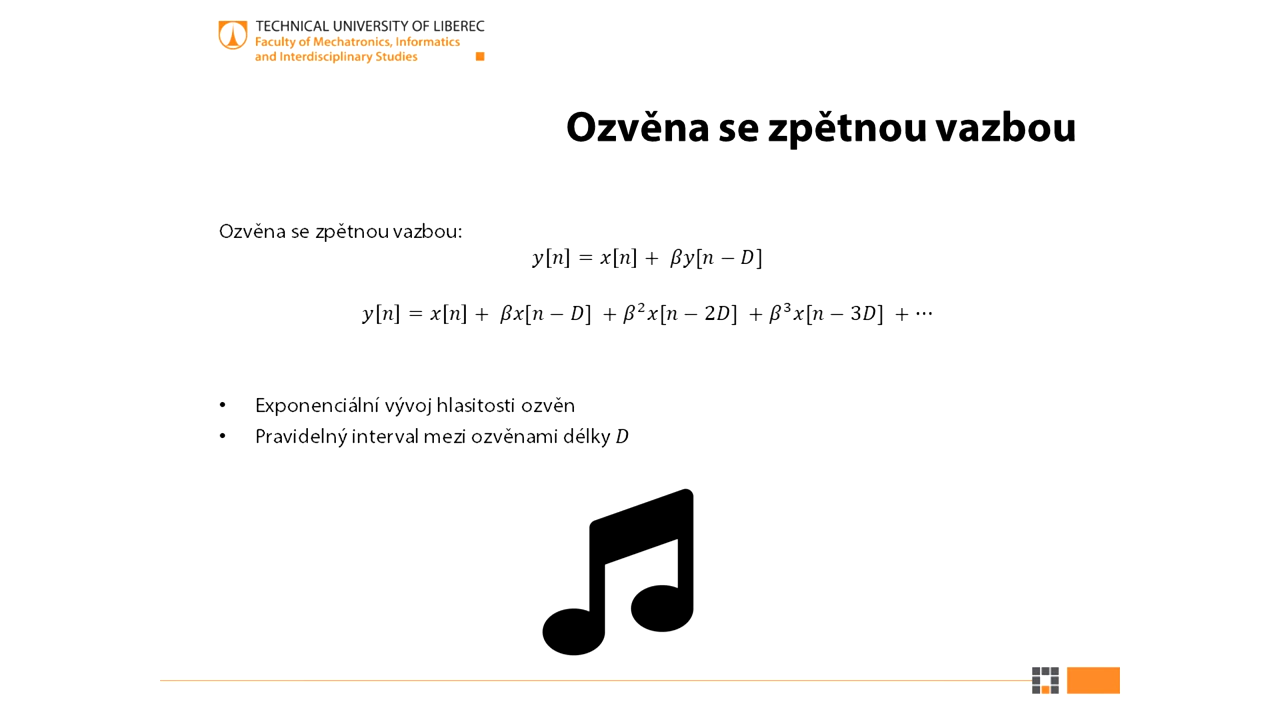 TECHNICAL UNIVERSITY OF LIBEREC
Faculty of Mechatronics, Informatics
and Interdisciplinary Studies
Ozvěna se zpětnou vazbou
Ozvěna se zpětnou vazbou:
y[n] = x[n] + βy[n − D]
y[n] = x[n] + βx[n − D] + β²x[n − 2D] + β³x[n − 3D] + ⋯
• Exponenciální vývoj hlasitosti ozvěn
• Pravidelný interval mezi ozvěnami délky D